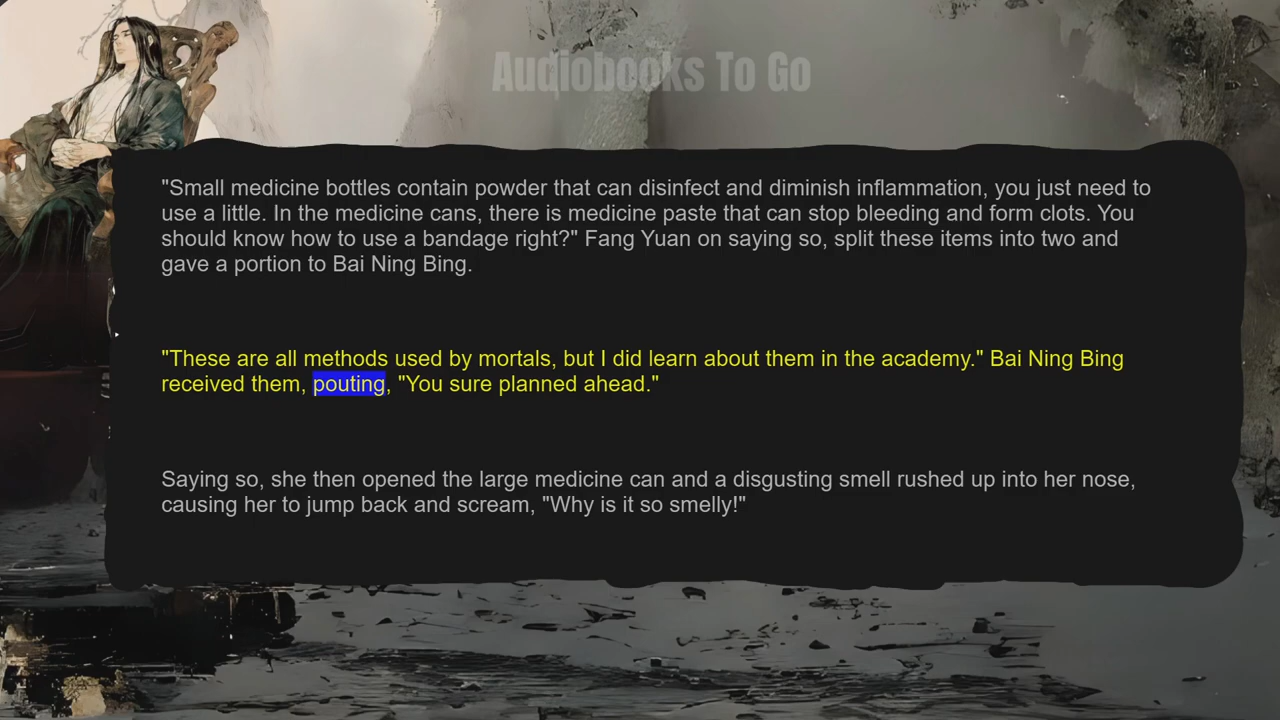 Audiobooks To Go
"Small medicine bottles contain powder that can disinfect and diminish inflammation, you just need to
use a little. In the medicine cans, there is medicine paste that can stop bleeding and form clots. You
should know how to use a bandage right?" Fang Yuan on saying so, split these items into two and
gave a portion to Bai Ning Bing.
"These are all methods used by mortals, but I did learn about them in the academy." Bai Ning Bing
received them, pouting, "You sure planned ahead."
Saying so, she then opened the large medicine can and a disgusting smell rushed up into her nose,
causing her to jump back and scream, "Why is it so smelly!"